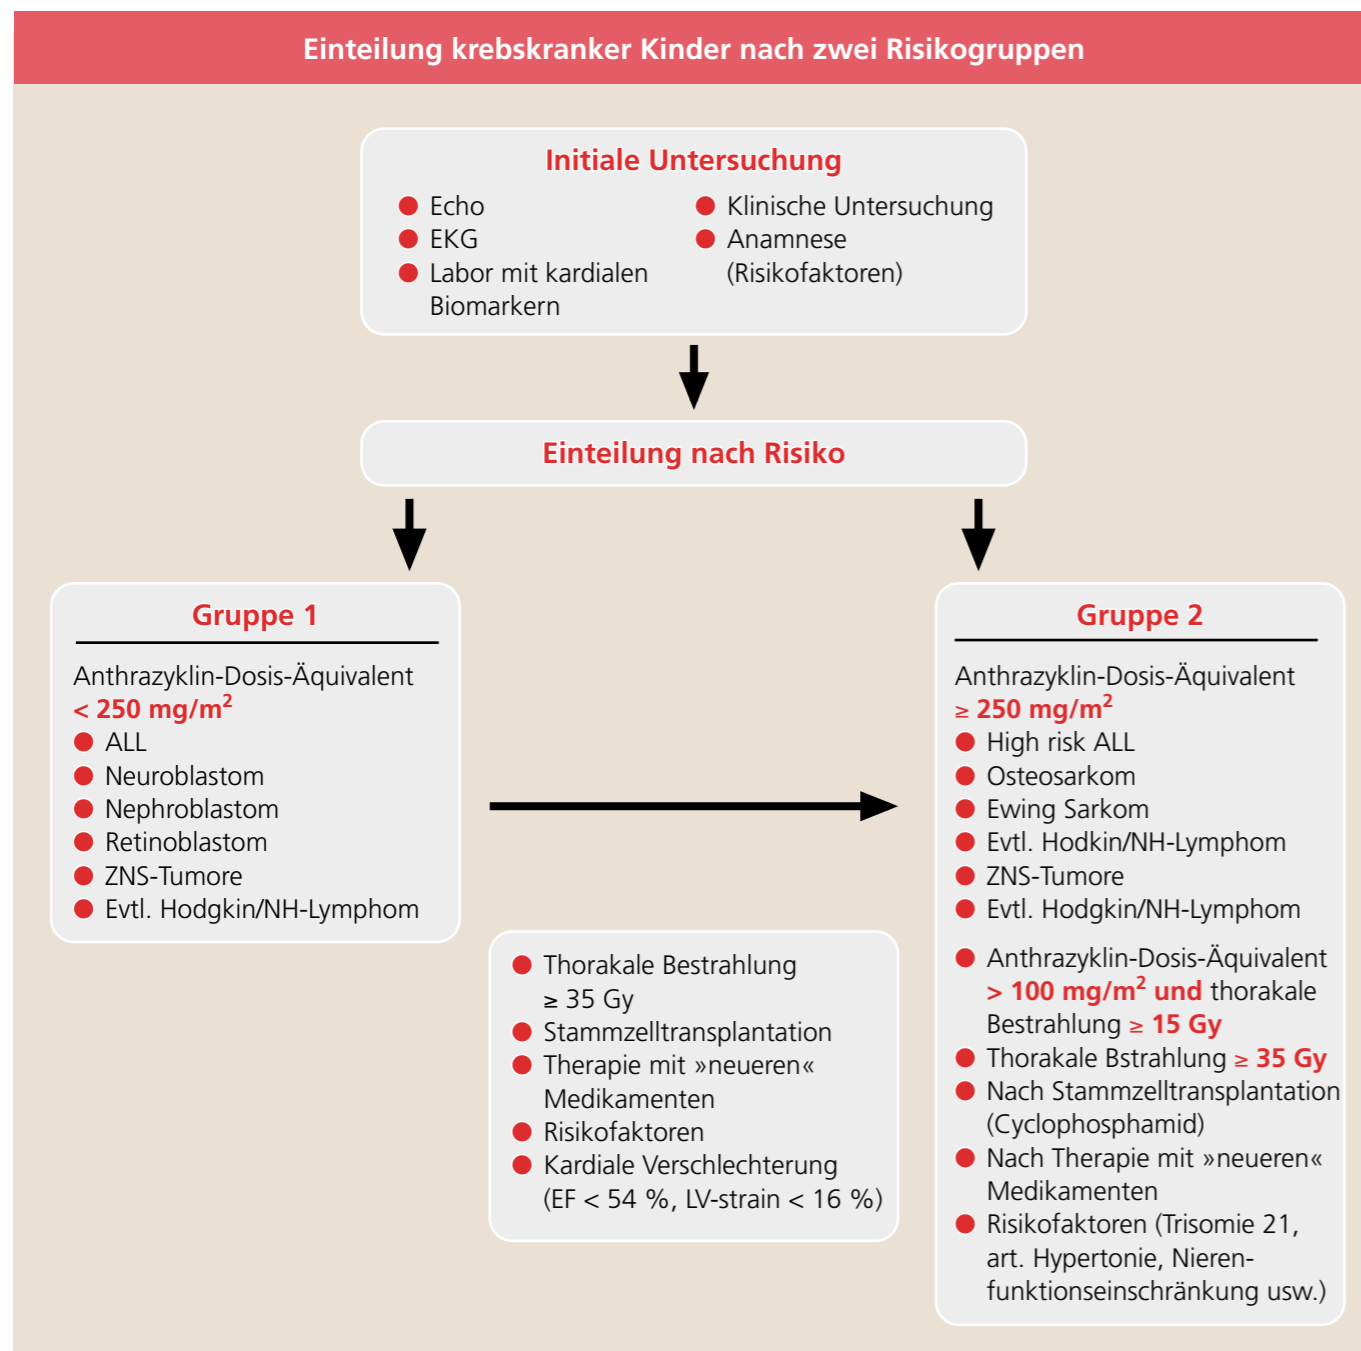 Einteilung krebskranker Kinder nach zwei Risikogruppen
Initiale Untersuchung
Echo
EKG
Labor mit kardialen
Biomarkern
Klinische Untersuchung
Anamnese
(Risikofaktoren)
Einteilung nach Risiko
Gruppe 1
Anthrazyklin-Dosis-Äquivalent
< 250 mg/m²
ALL
Neuroblastom
Nephroblastom
Retinoblastom
ZNS-Tumore
Evtl. Hodgkin/NH-Lymphom
Thorakale Bestrahlung
≥ 35 Gy
Stammzelltransplantation
Therapie mit »neueren«
Medikamenten
Risikofaktoren
Kardiale Verschlechterung
(EF < 54 %, LV-strain < 16 %)
Gruppe 2
Anthrazyklin-Dosis-Äquivalent
≥ 250 mg/m²
High risk ALL
Osteosarkom
Ewing Sarkom
Evtl. Hodkin/NH-Lymphom
ZNS-Tumore
Evtl. Hodgkin/NH-Lymphom
Anthrazyklin-Dosis-Äquivalent
> 100 mg/m² und thorakale
Bestrahlung ≥ 15 Gy
Thorakale Bstrahlung ≥ 35 Gy
Nach Stammzelltransplantation
(Cyclophosphamid)
Nach Therapie mit »neueren«
Medikamenten
Risikofaktoren (Trisomie 21,
art. Hypertonie, Nieren-
funktionseinschränkung usw.)